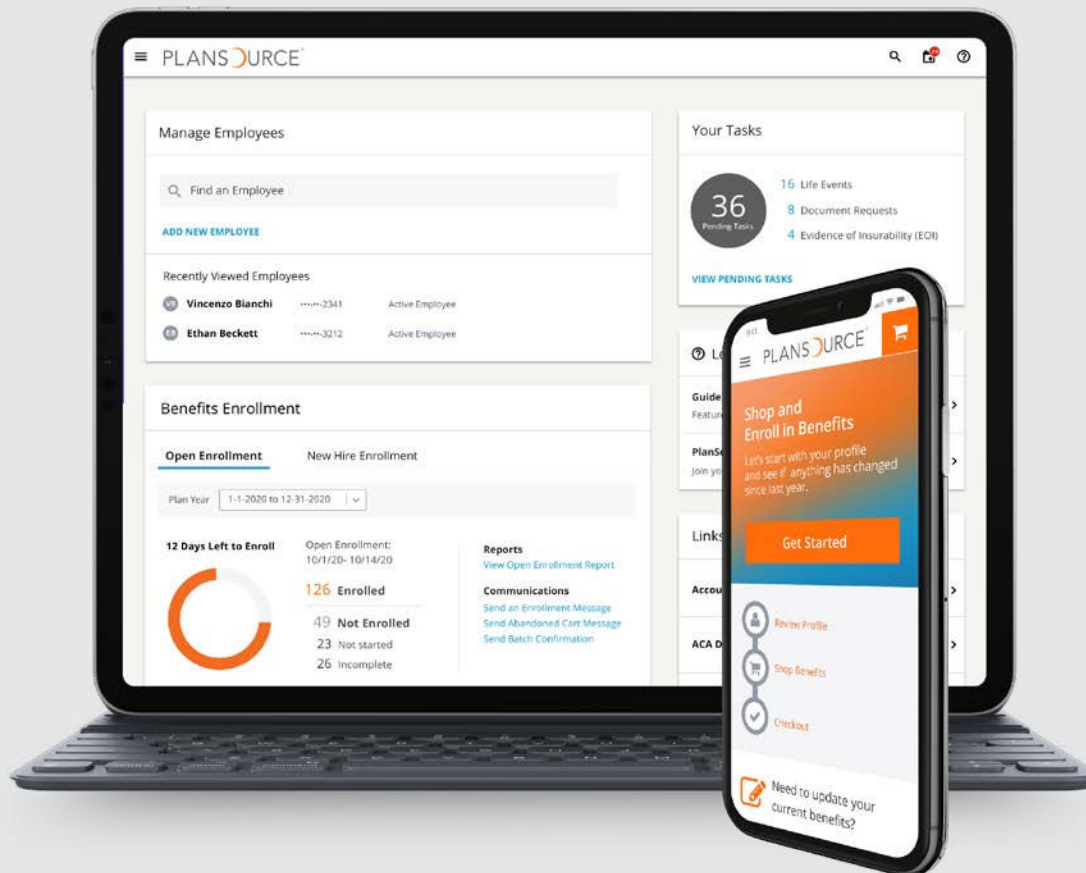 PLANSOURCE
Manage Employees
Find an Employee
ADD NEW EMPLOYEE
Recently Viewed Employees
VB Vincenzo Bianchi •••-••-2341 Active Employee
EB Ethan Beckett •••-••-3212 Active Employee
Benefits Enrollment
Open Enrollment New Hire Enrollment
Plan Year 1-1-2020 to 12-31-2020
12 Days Left to Enroll
Open Enrollment:
10/1/20- 10/14/20
126 Enrolled
49 Not Enrolled
23 Not started
26 Incomplete
Reports
View Open Enrollment Report
Communications
Send an Enrollment Message
Send Abandoned Cart Message
Send Batch Confirmation
Your Tasks
36
Pending Tasks
16 Life Events
8 Document Requests
4 Evidence of Insurability (EOI)
VIEW PENDING TASKS
Guide
Links
PLANSOURCE
Shop and
Enroll in Benefits
Let's start with your profile
and see if anything has changed
since last year.
Get Started
Review Profile
Shop Benefits
Checkout
Need to update your
current benefits?